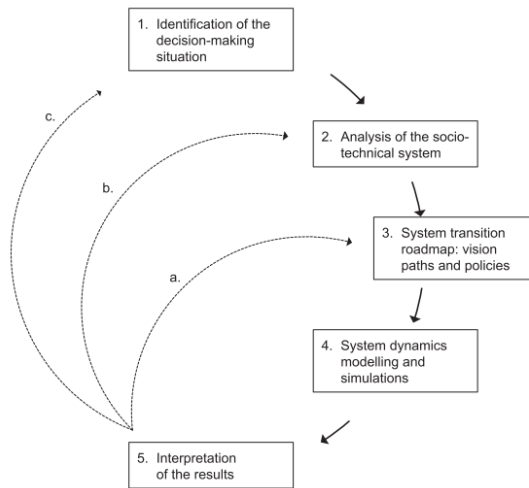 1. Identification of the
decision-making
situation
c.
2. Analysis of the socio-
technical system
b.
3. System transition
roadmap: vision
paths and policies
a.
4. System dynamics
modelling and
simulations
5. Interpretation
of the results